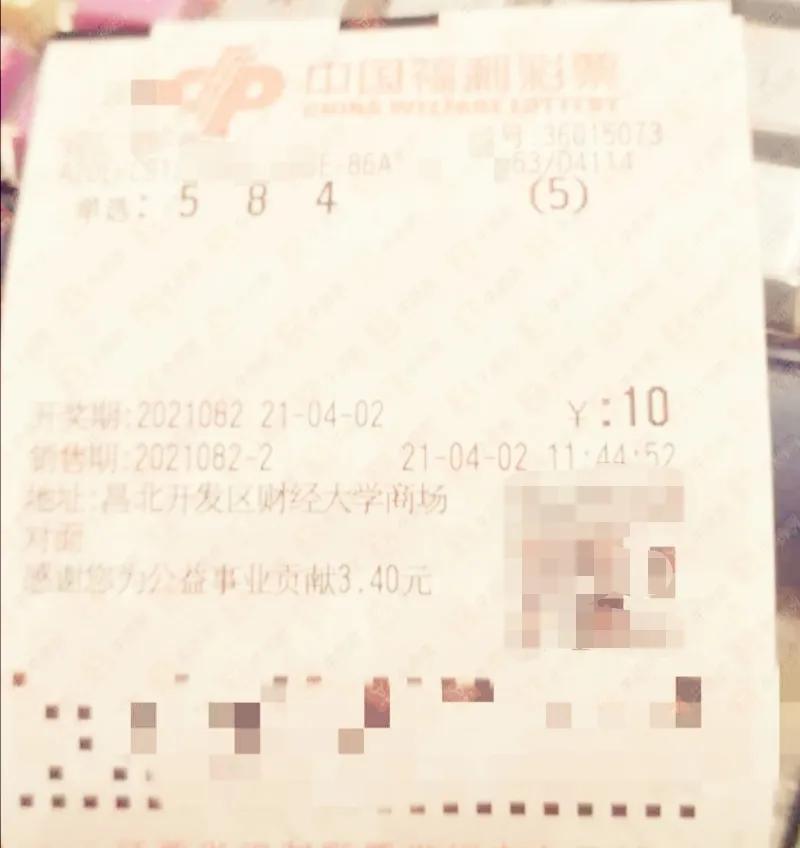 中国福利彩票
CHINA WELFARE LOTTERY
号:36015073
E-86A 63/D4114
单选: 5 8 4 (5)
开奖期:2021082 21-04-02 ¥:10
销售期:2021082-2 21-04-02 11:44:52
地址:昌北开发区财经大学商场
对面
感谢您为公益事业贡献3.40元